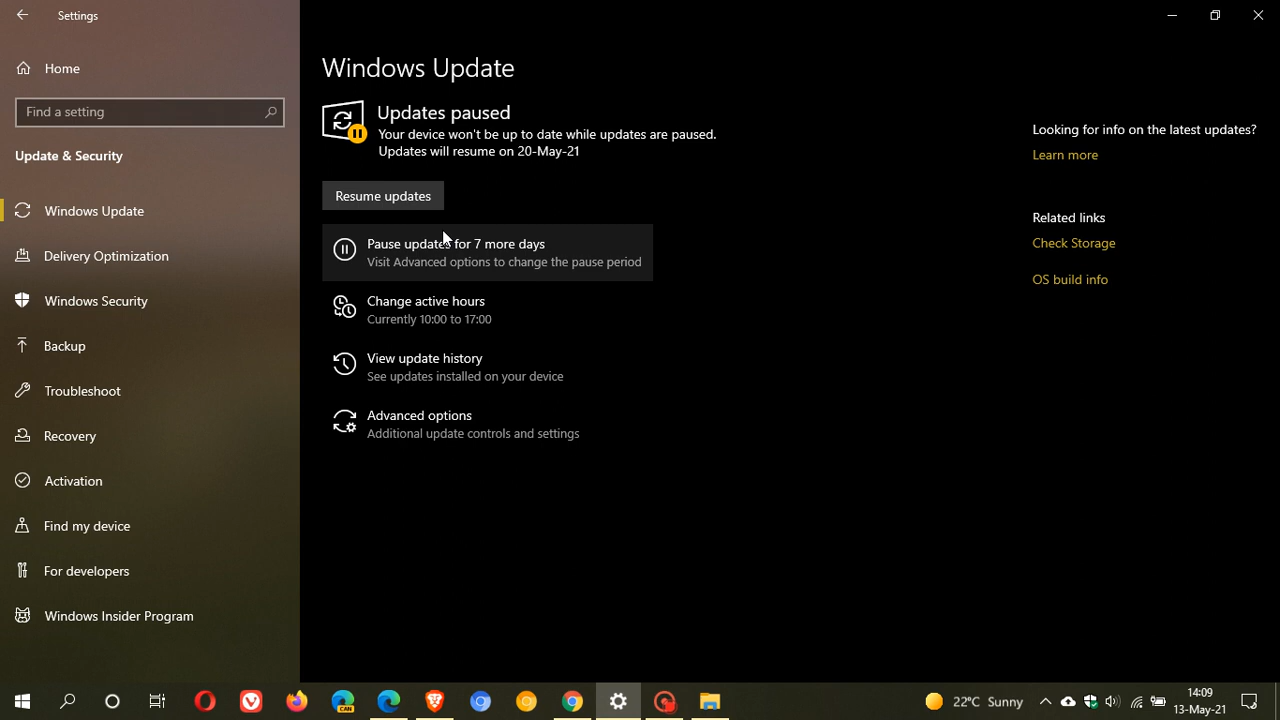 Settings
Home
Find a setting
Update & Security
Windows Update
Delivery Optimization
Windows Security
Backup
Troubleshoot
Recovery
Activation
Find my device
For developers
Windows Insider Program
Windows Update
Updates paused
Your device won't be up to date while updates are paused.
Updates will resume on 20-May-21
Resume updates
Pause updates for 7 more days
Visit Advanced options to change the pause period
Change active hours
Currently 10:00 to 17:00
View update history
See updates installed on your device
Advanced options
Additional update controls and settings
Looking for info on the latest updates?
Learn more
Related links
Check Storage
OS build info
CAN
22°C Sunny
14:09
13-May-21